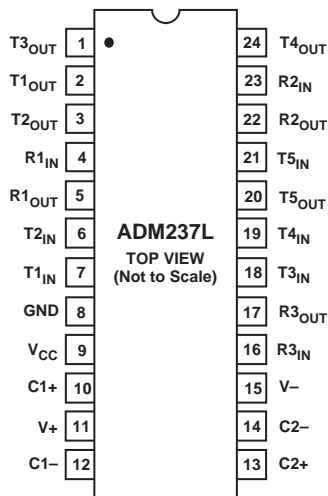 T3OUT 1 24 T4OUT
T1OUT 2 23 R2IN
T2OUT 3 22 R2OUT
R1IN 4 21 T5IN
R1OUT 5 20 T5OUT
T2IN 6 ADM237L 19 T4IN
TOP VIEW
T1IN 7 (Not to Scale) 18 T3IN
GND 8 17 R3OUT
VCC 9 16 R3IN
C1+ 10 15 V–
V+ 11 14 C2–
C1– 12 13 C2+